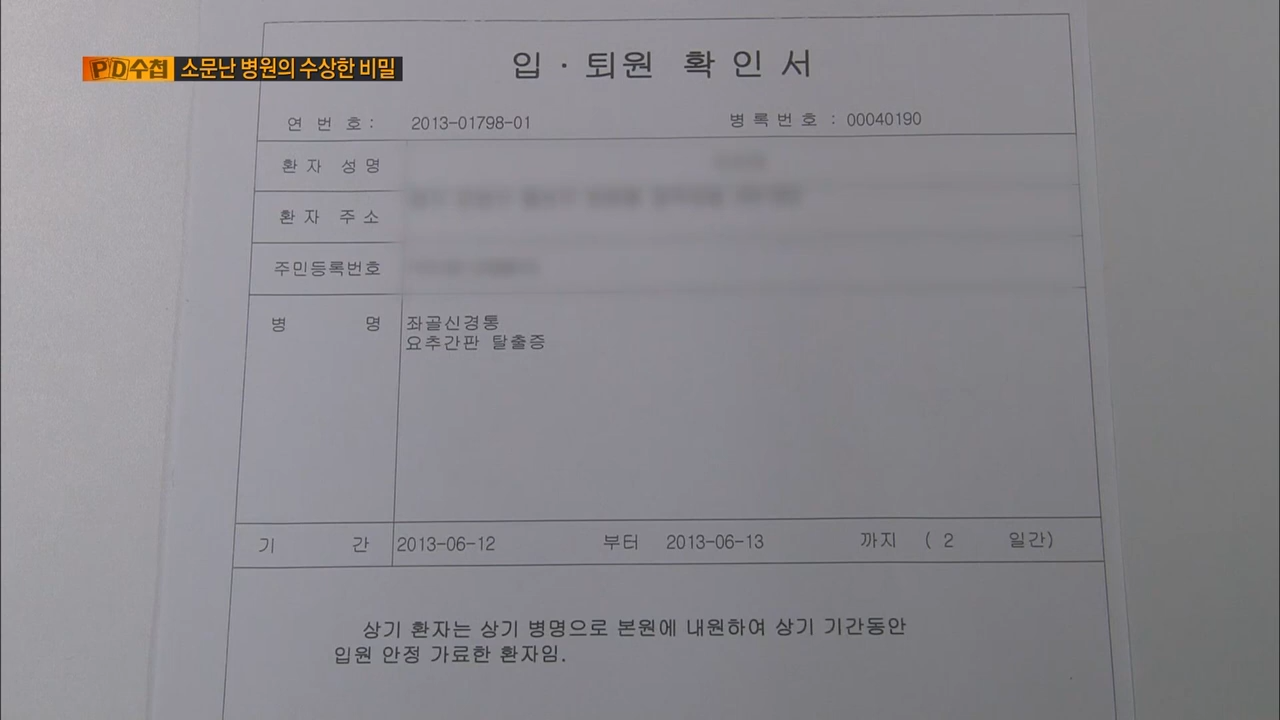 PD수첩 소문난 병원의 수상한 비밀
입 · 퇴원 확 인 서
연 번 호 : 2013-01798-01 병 록 번 호 : 00040190
환 자 성 명
환 자 주 소
주민등록번호
병 명 좌골신경통
요추간판 탈출증
기 간 2013-06-12 부터 2013-06-13 까지 ( 2 일간)
상기 환자는 상기 병명으로 본원에 내원하여 상기 기간동안
입원 안정 가료한 환자임.